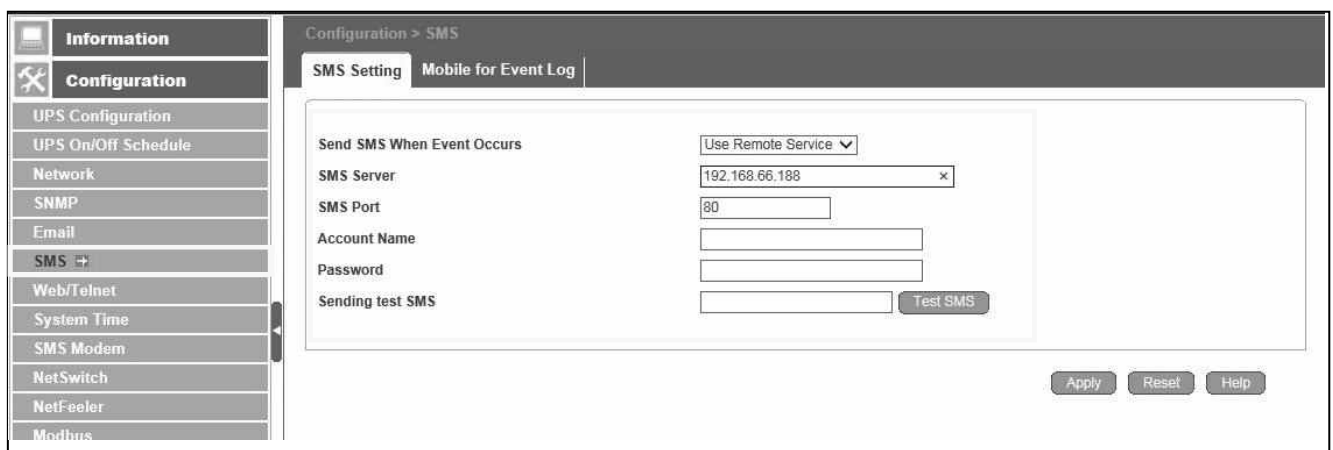 Information
Configuration
UPS Configuration
UPS On/Off Schedule
Network
SNMP
Email
SMS
Web/Telnet
System Time
SMS Modem
NetSwitch
NetFeeler
Modbus
Configuration > SMS
SMS Setting Mobile for Event Log
Send SMS When Event Occurs Use Remote Service
SMS Server 192.168.66.188 ×
SMS Port 80
Account Name
Password
Sending test SMS Test SMS
Apply Reset Help